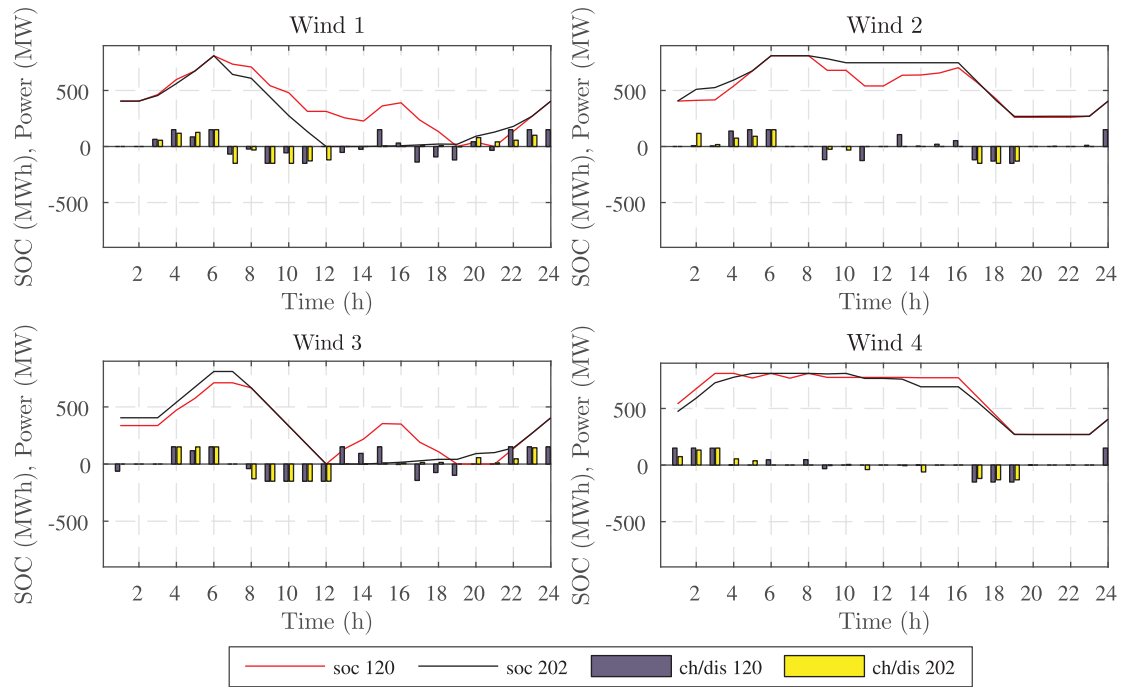 Wind 1
SOC (MWh), Power (MW)
500
0
-500
2 4 6 8 10 12 14 16 18 20 22 24
Time (h)
Wind 2
SOC (MWh), Power (MW)
500
0
-500
2 4 6 8 10 12 14 16 18 20 22 24
Time (h)
Wind 3
SOC (MWh), Power (MW)
500
0
-500
2 4 6 8 10 12 14 16 18 20 22 24
Time (h)
Wind 4
SOC (MWh), Power (MW)
500
0
-500
2 4 6 8 10 12 14 16 18 20 22 24
Time (h)
soc 120 soc 202 ch/dis 120 ch/dis 202